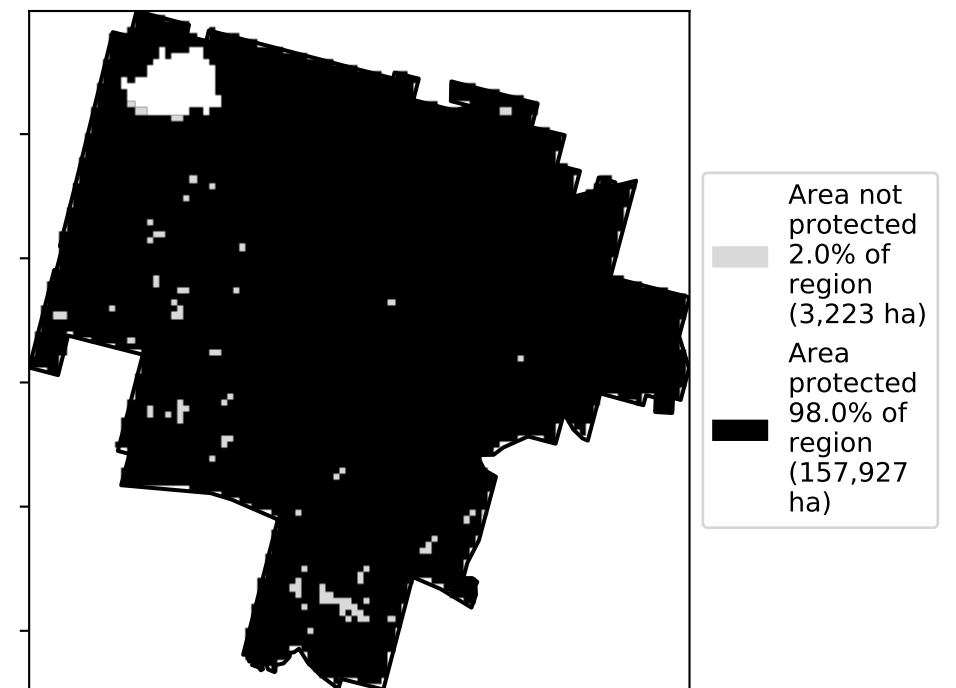 Area not
protected
2.0% of
region
(3,223 ha)
Area
protected
98.0% of
region
(157,927
ha)